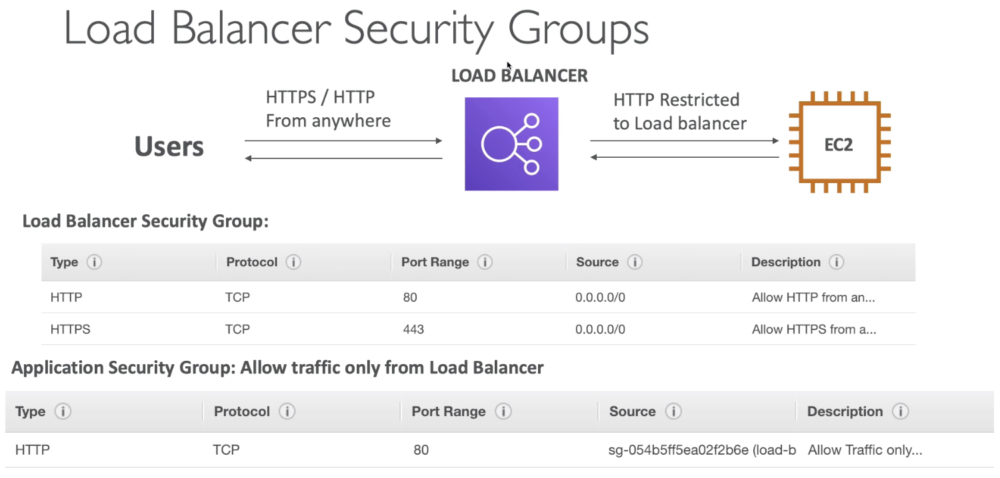 Load Balancer Security Groups
LOAD BALANCER
HTTPS / HTTP
From anywhere
HTTP Restricted
to Load balancer
Users
EC2
Load Balancer Security Group:
Type i Protocol i Port Range i Source i Description i
HTTP TCP 80 0.0.0.0/0 Allow HTTP from an...
HTTPS TCP 443 0.0.0.0/0 Allow HTTPS from a...
Application Security Group: Allow traffic only from Load Balancer
Type i Protocol i Port Range i Source i Description i
HTTP TCP 80 sg-054b5ff5ea02f2b6e (load-b Allow Traffic only...